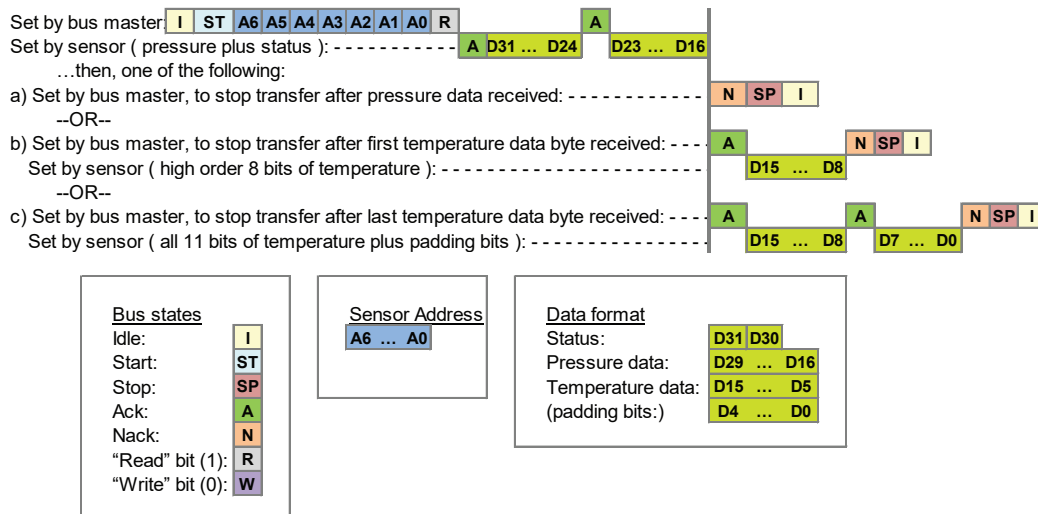 Set by bus master: I ST A6 A5 A4 A3 A2 A1 A0 R A
Set by sensor ( pressure plus status ): - - - - - - - - - - - A D31 … D24 D23 … D16
…then, one of the following:
a) Set by bus master, to stop transfer after pressure data received: - - - - - - - - - - - - N SP I
--OR--
b) Set by bus master, to stop transfer after first temperature data byte received: - - - - A N SP I
Set by sensor ( high order 8 bits of temperature ): - - - - - - - - - - - - - - - - - - - - - - - D15 … D8
--OR--
c) Set by bus master, to stop transfer after last temperature data byte received: - - - - A A N SP I
Set by sensor ( all 11 bits of temperature plus padding bits ): - - - - - - - - - - - - - - - D15 … D8 D7 … D0
Bus states
Idle: I
Start: ST
Stop: SP
Ack: A
Nack: N
“Read” bit (1): R
“Write” bit (0): W
Sensor Address
A6 … A0
Data format
Status: D31 D30
Pressure data: D29 … D16
Temperature data: D15 … D5
(padding bits:) D4 … D0